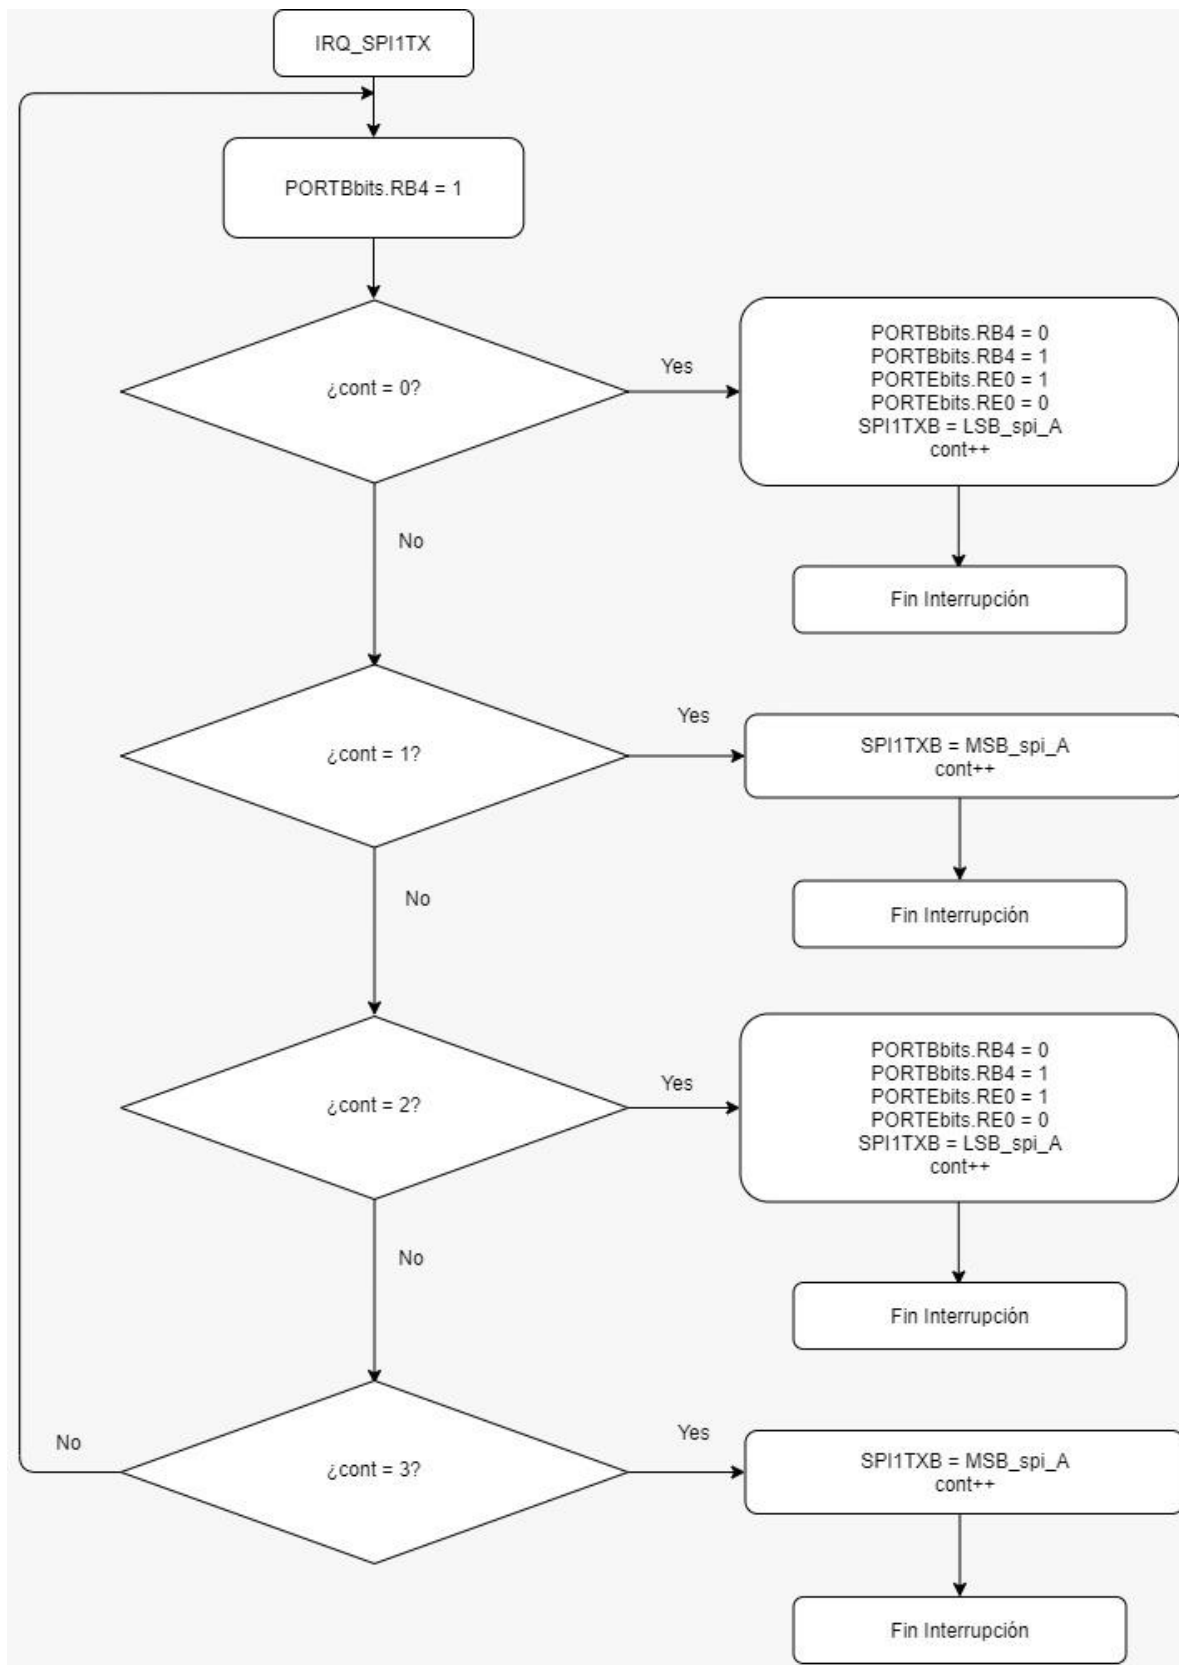 IRQ_SPI1TX
PORTBbits.RB4 = 1
¿cont = 0?
Yes
PORTBbits.RB4 = 0
PORTBbits.RB4 = 1
PORTEbits.RE0 = 1
PORTEbits.RE0 = 0
SPI1TXB = LSB_spi_A
cont++
Fin Interrupción
No
¿cont = 1?
Yes
SPI1TXB = MSB_spi_A
cont++
Fin Interrupción
No
¿cont = 2?
Yes
PORTBbits.RB4 = 0
PORTBbits.RB4 = 1
PORTEbits.RE0 = 1
PORTEbits.RE0 = 0
SPI1TXB = LSB_spi_A
cont++
Fin Interrupción
No
¿cont = 3?
No
Yes
SPI1TXB = MSB_spi_A
cont++
Fin Interrupción